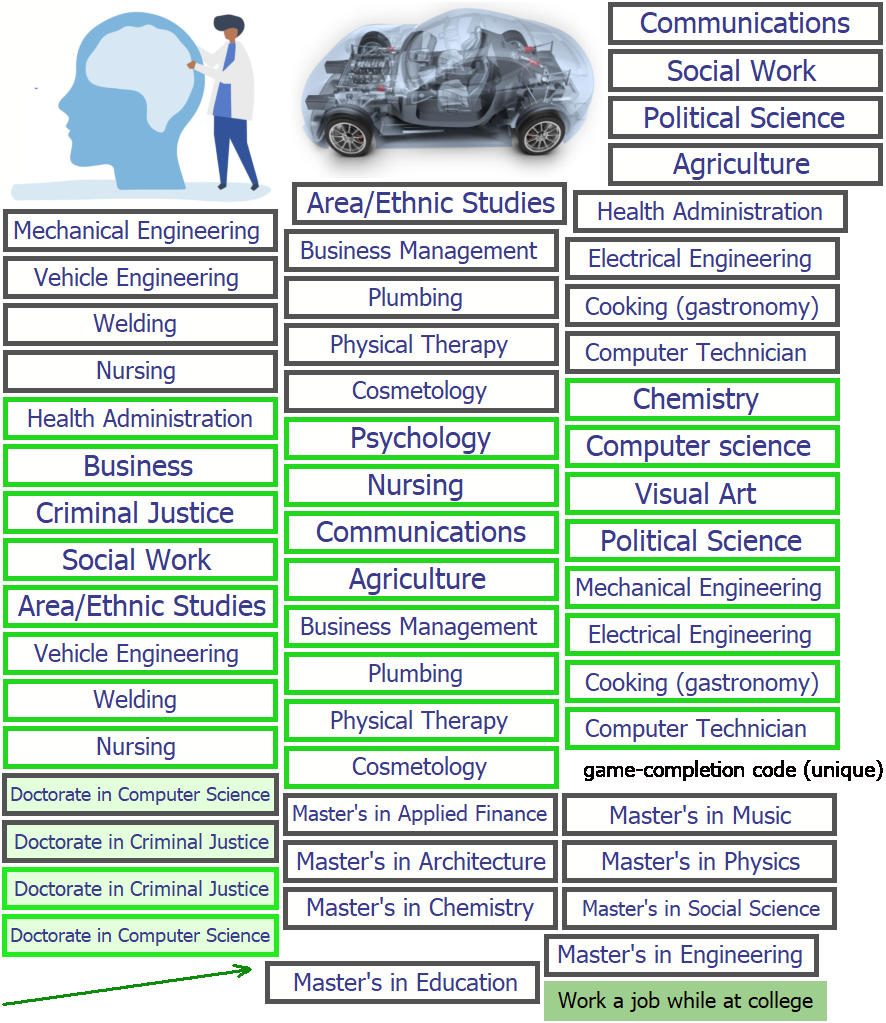 Communications
Social Work
Political Science
Agriculture
Area/Ethnic Studies
Health Administration
Mechanical Engineering
Business Management
Electrical Engineering
Vehicle Engineering
Plumbing
Cooking (gastronomy)
Welding
Physical Therapy
Computer Technician
Nursing
Cosmetology
Chemistry
Health Administration
Psychology
Computer science
Business
Nursing
Visual Art
Criminal Justice
Communications
Political Science
Social Work
Agriculture
Mechanical Engineering
Area/Ethnic Studies
Business Management
Electrical Engineering
Vehicle Engineering
Plumbing
Cooking (gastronomy)
Welding
Physical Therapy
Computer Technician
Nursing
Cosmetology
game-completion code (unique)
Doctorate in Computer Science
Master's in Applied Finance
Master's in Music
Doctorate in Criminal Justice
Master's in Architecture
Master's in Physics
Doctorate in Criminal Justice
Master's in Chemistry
Master's in Social Science
Doctorate in Computer Science
Master's in Engineering
Master's in Education
Work a job while at college